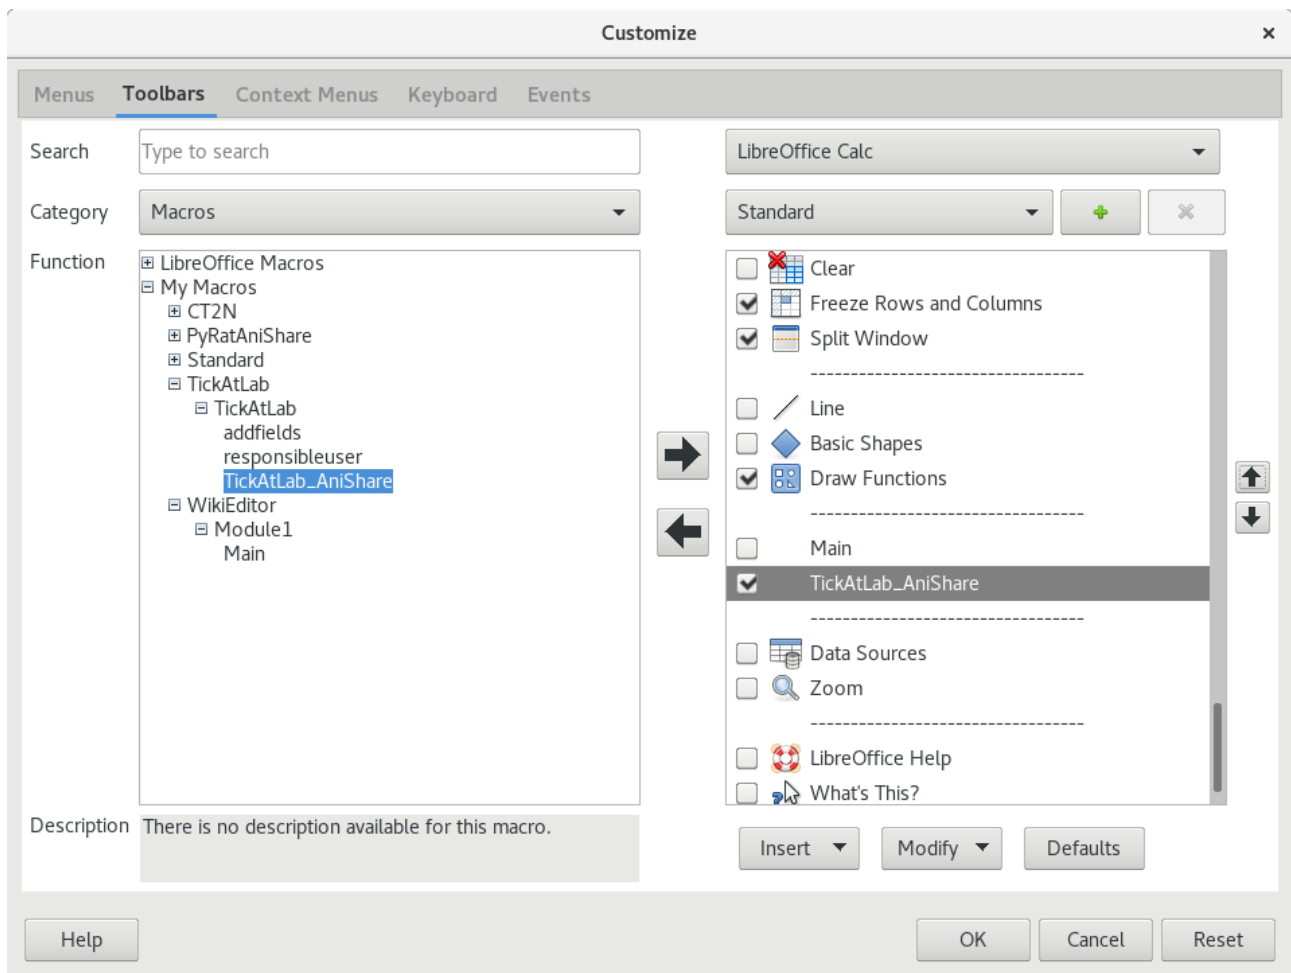 Customize
Menus Toolbars Context Menus Keyboard Events
Search Type to search LibreOffice Calc
Category Macros Standard
Function
LibreOffice Macros
My Macros
CT2N
PyRatAniShare
Standard
TickAtLab
TickAtLab
addfields
responsibleuser
TickAtLab_AniShare
WikiEditor
Module1
Main
Clear
Freeze Rows and Columns
Split Window
----------------------------------
Line
Basic Shapes
Draw Functions
----------------------------------
Main
TickAtLab_AniShare
----------------------------------
Data Sources
Zoom
----------------------------------
LibreOffice Help
What's This?
Description There is no description available for this macro.
Insert Modify Defaults
Help OK Cancel Reset